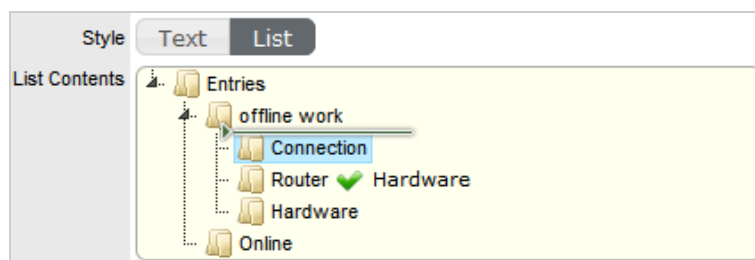 Style Text List
List Contents Entries
offline work
Connection
Router Hardware
Hardware
Online